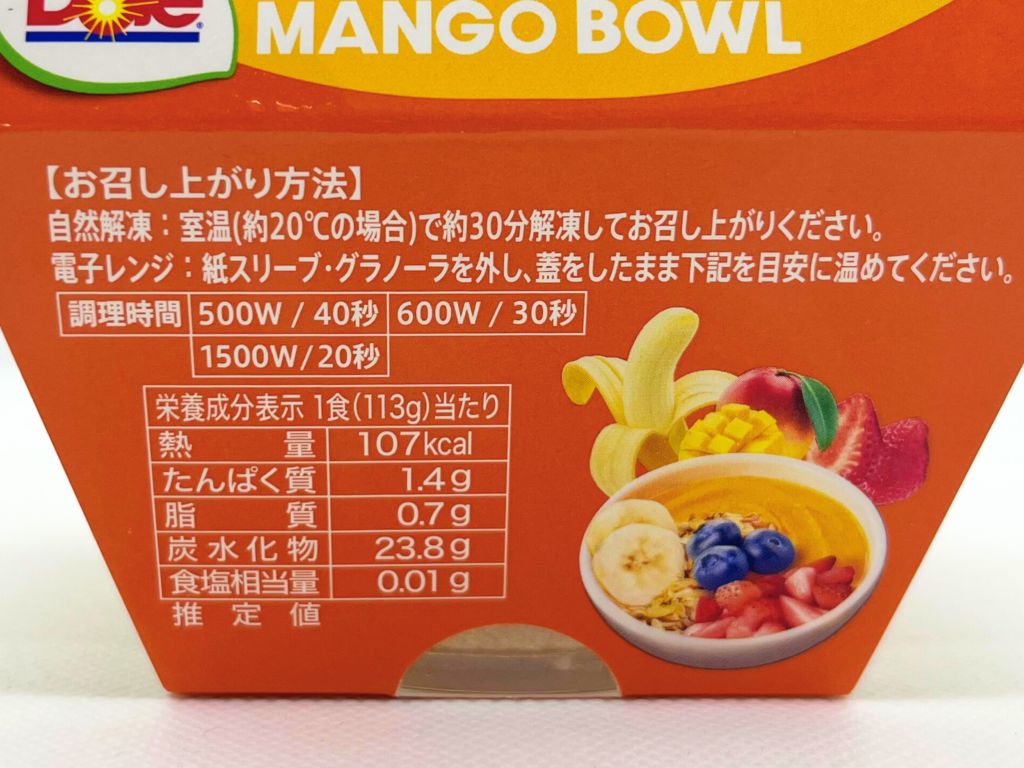 Dole®
MANGO BOWL
【お召し上がり方法】
自然解凍：室温(約20℃の場合)で約30分解凍してお召し上がりください。
電子レンジ：紙スリーブ・グラノーラを外し、蓋をしたまま下記を目安に温めてください。
調理時間 500W / 40秒 600W / 30秒
1500W/20秒
栄養成分表示 1食(113g)当たり
熱量 107kcal
たんぱく質 1.4g
脂質 0.7g
炭水化物 23.8g
食塩相当量 0.01g
推定値